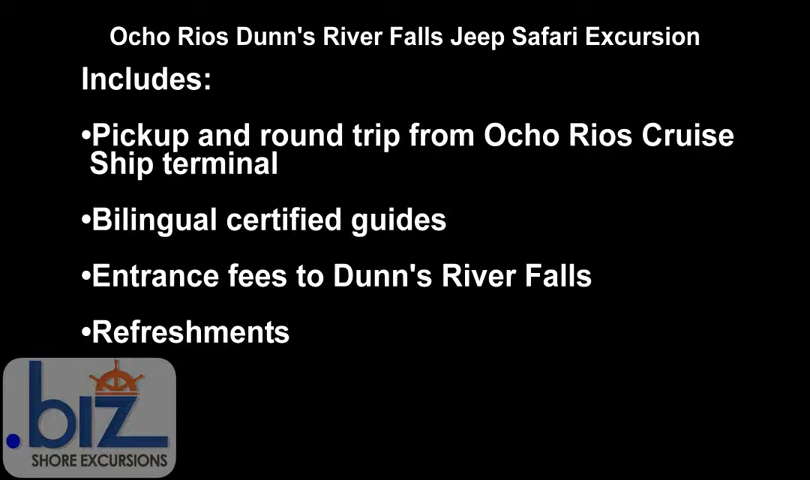 Ocho Rios Dunn's River Falls Jeep Safari Excursion
Includes:
•Pickup and round trip from Ocho Rios Cruise
Ship terminal
•Bilingual certified guides
•Entrance fees to Dunn's River Falls
•Refreshments
.biz
SHORE EXCURSIONS